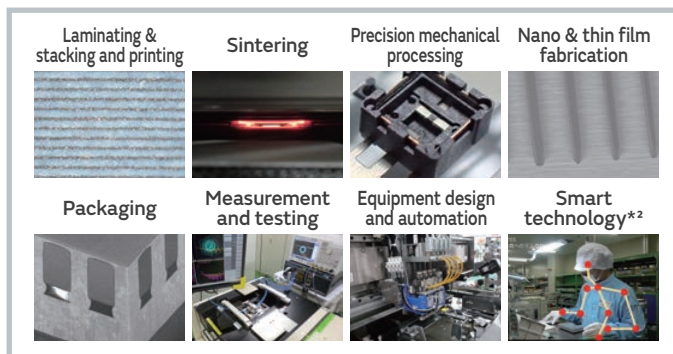 Laminating &
stacking and printing
Sintering
Precision mechanical
processing
Nano & thin film
fabrication
Packaging
Measurement
and testing
Equipment design
and automation
Smart
technology*²